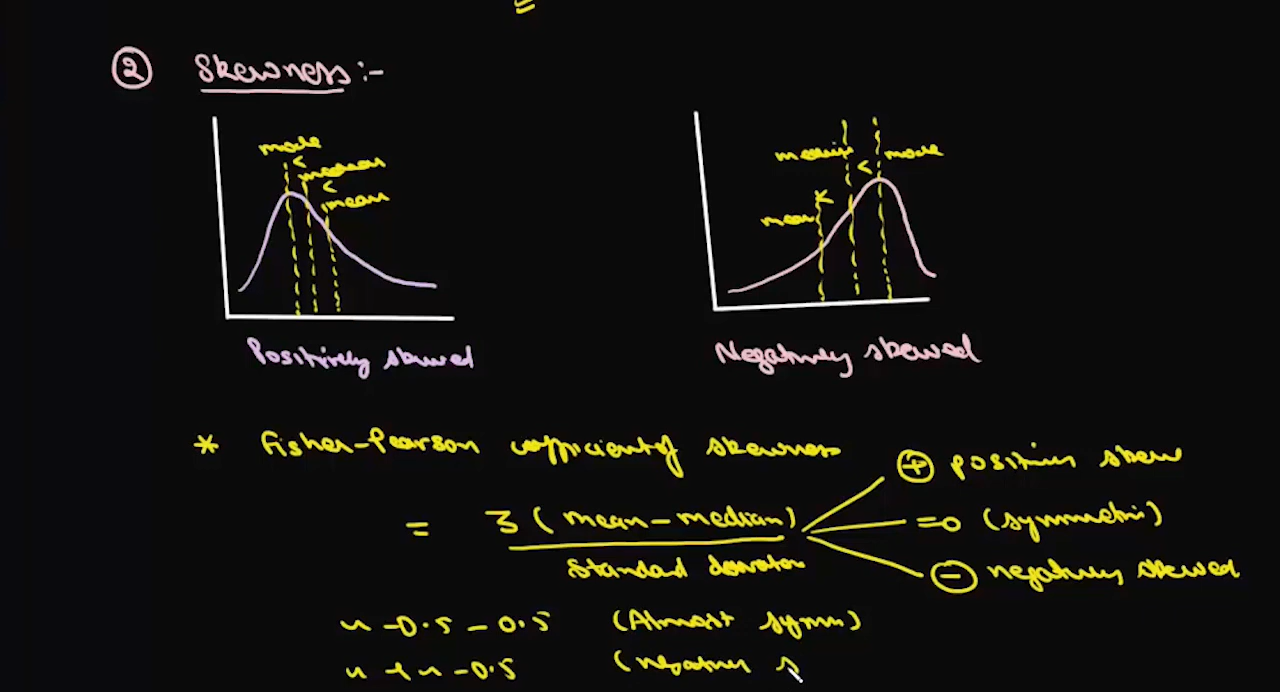 ② Skewness :-
mode
<
median
<
mean
median
< mode
mean
<
Positively skewed
Negatively skewed
* Fisher-Pearson coefficient of skewness
= 3 (mean - median)
standard deviation
⊕ positive skew
=0 (symmetric)
⊖ negatively skewed
-0.5 - 0.5 (Almost symm)
-0.5 (negative s